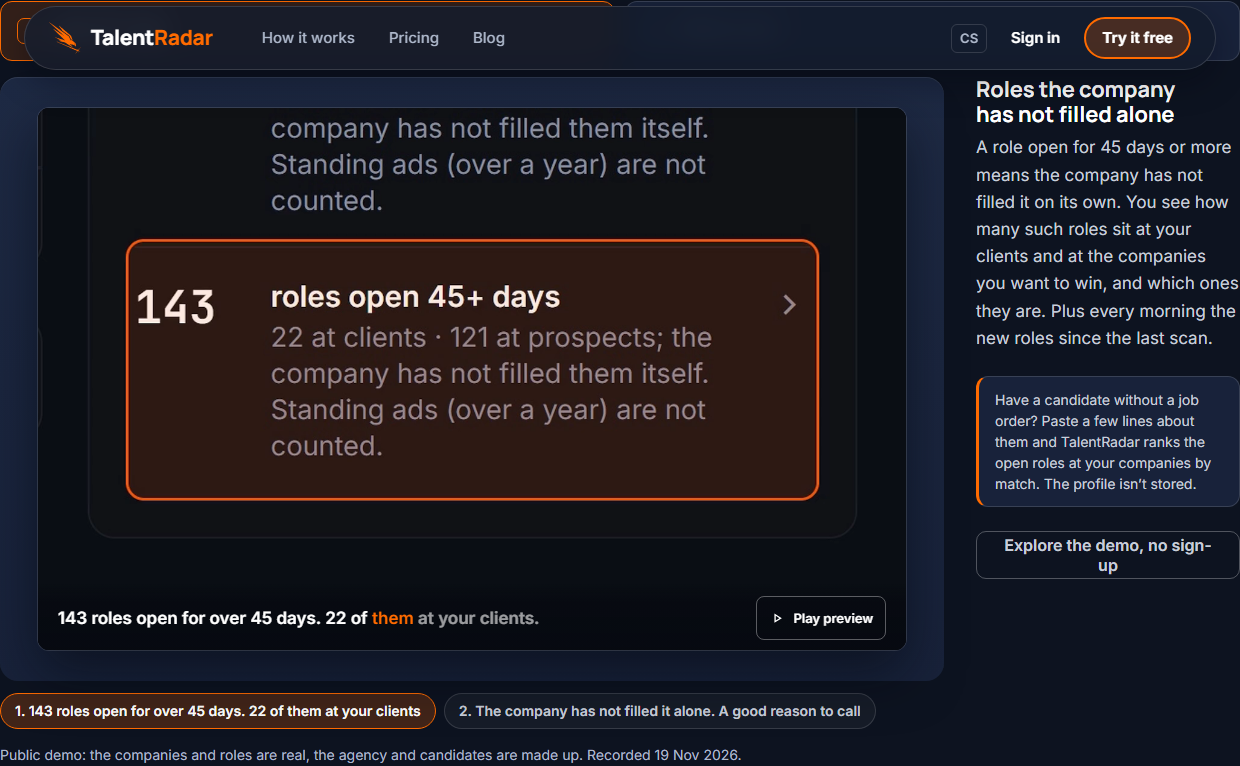 TalentRadar
How it works
Pricing
Blog
CS
Sign in
Try it free
company has not filled them itself.
Standing ads (over a year) are not
counted.
143
roles open 45+ days
22 at clients · 121 at prospects; the
company has not filled them itself.
Standing ads (over a year) are not
counted.
143 roles open for over 45 days. 22 of them at your clients.
Play preview
1. 143 roles open for over 45 days. 22 of them at your clients
2. The company has not filled it alone. A good reason to call
Public demo: the companies and roles are real, the agency and candidates are made up. Recorded 19 Nov 2026.
Roles the company
has not filled alone
A role open for 45 days or more
means the company has not
filled it on its own. You see how
many such roles sit at your
clients and at the companies
you want to win, and which ones
they are. Plus every morning the
new roles since the last scan.
Have a candidate without a job
order? Paste a few lines about
them and TalentRadar ranks the
open roles at your companies by
match. The profile isn’t stored.
Explore the demo, no sign-
up